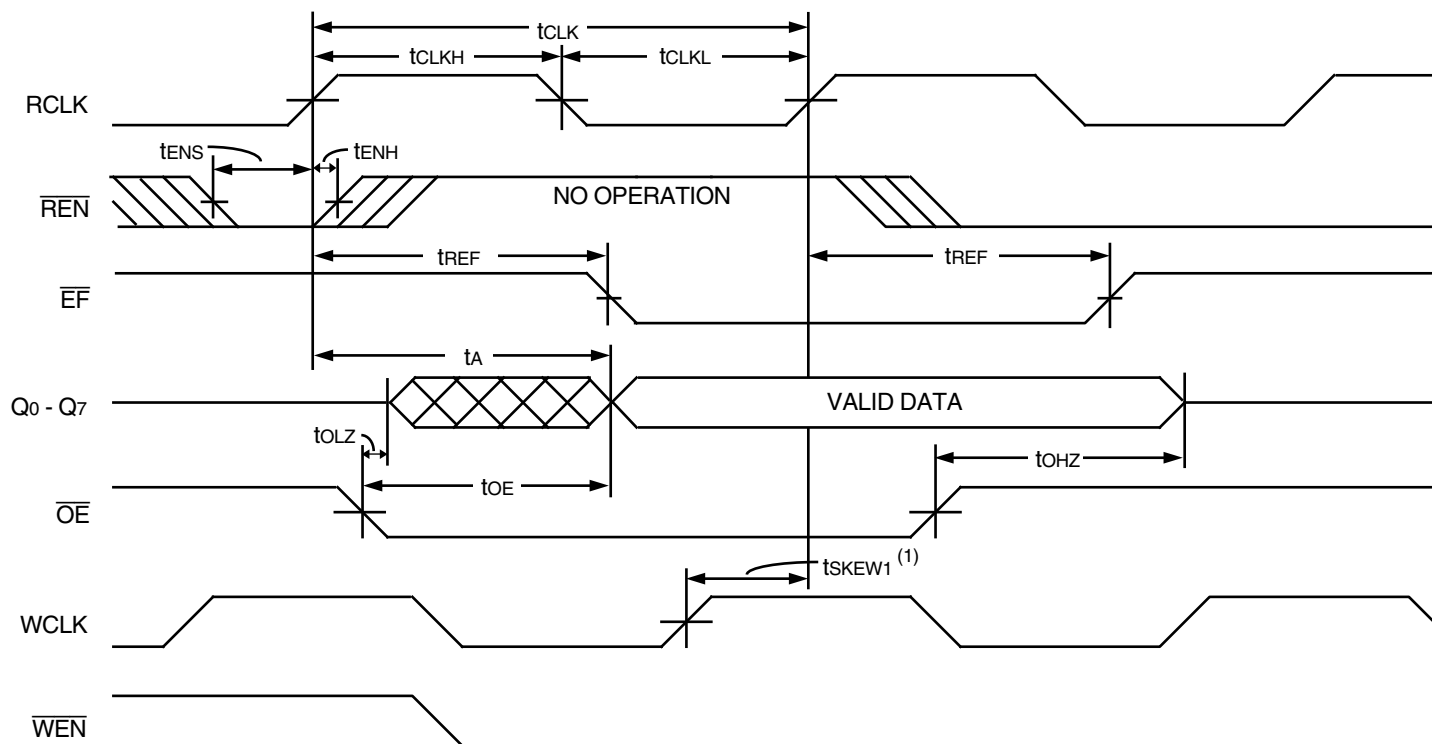 tCLK
tCLKH
tCLKL
RCLK
tENS
tENH
REN
NO OPERATION
tREF
tREF
EF
tA
Q0 - Q7
VALID DATA
tOLZ
tOHZ
tOE
OE
tSKEW1 (1)
WCLK
WEN